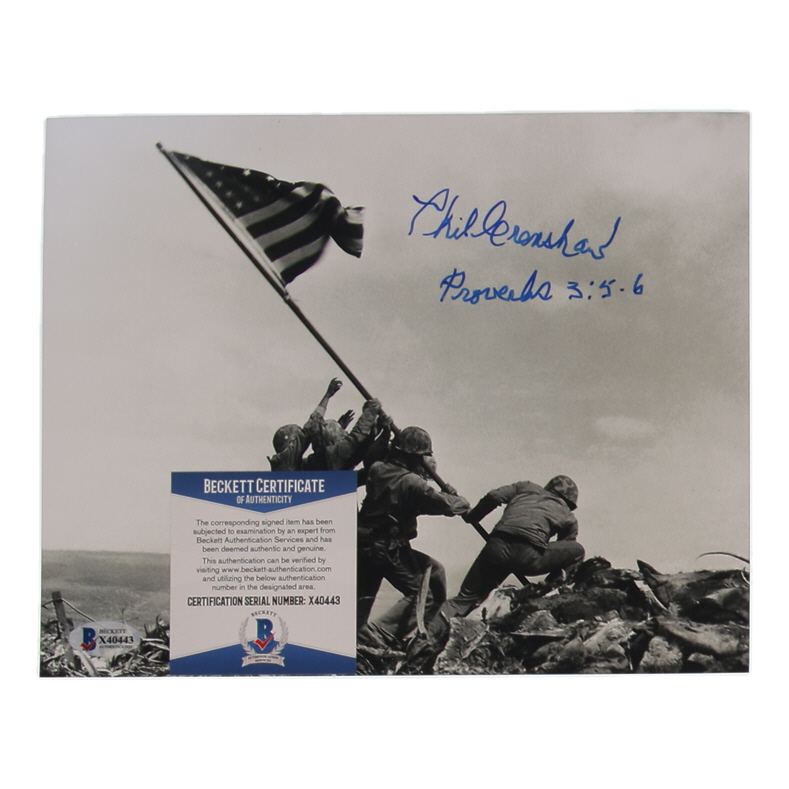 Phil Crenshaw
Proverbs 3:5-6
BECKETT CERTIFICATE
OF AUTHENTICITY
The corresponding signed item has been
subjected to examination by an expert from
Beckett Authentication Services and has
been deemed authentic and genuine.
This authentication can be verified by
visiting www.beckett-authentication.com
and utilizing the below authentication
number in the designated area.
CERTIFICATION SERIAL NUMBER: X40443
BECKETT
B
B
BECKETT
X40443